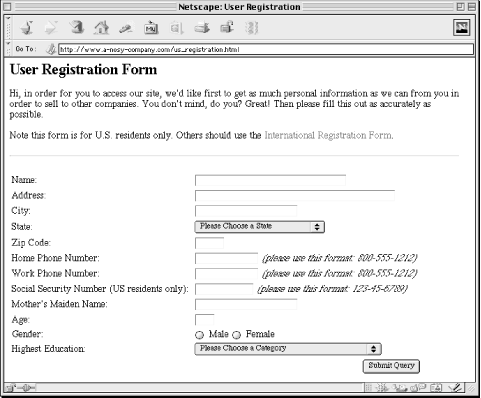 Netscape: User Registration
Go To: http://www.a-nosy-company.com/us_registration.html
User Registration Form
Hi, in order for you to access our site, we'd like first to get as much personal information as we can from you in
order to sell to other companies. You don't mind, do you? Great! Then please fill this out as accurately as
possible.
Note this form is for U.S. residents only. Others should use the International Registration Form.
Name:
Address:
City:
State: Please Choose a State
Zip Code:
Home Phone Number: (please use this format: 800-555-1212)
Work Phone Number: (please use this format: 800-555-1212)
Social Security Number (US residents only): (please use this format: 123-45-6789)
Mother's Maiden Name:
Age:
Gender: Male Female
Highest Education: Please Choose a Category
Submit Query